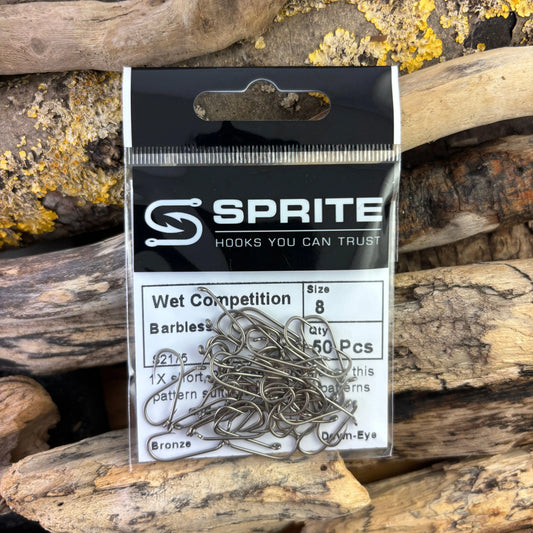 SPRITE
HOOKS YOU CAN TRUST
Wet Competition
Size
8
Barbless
Qty
50 Pcs
S2175
1X short, this
pattern suit patterns
Bronze
Down-Eye